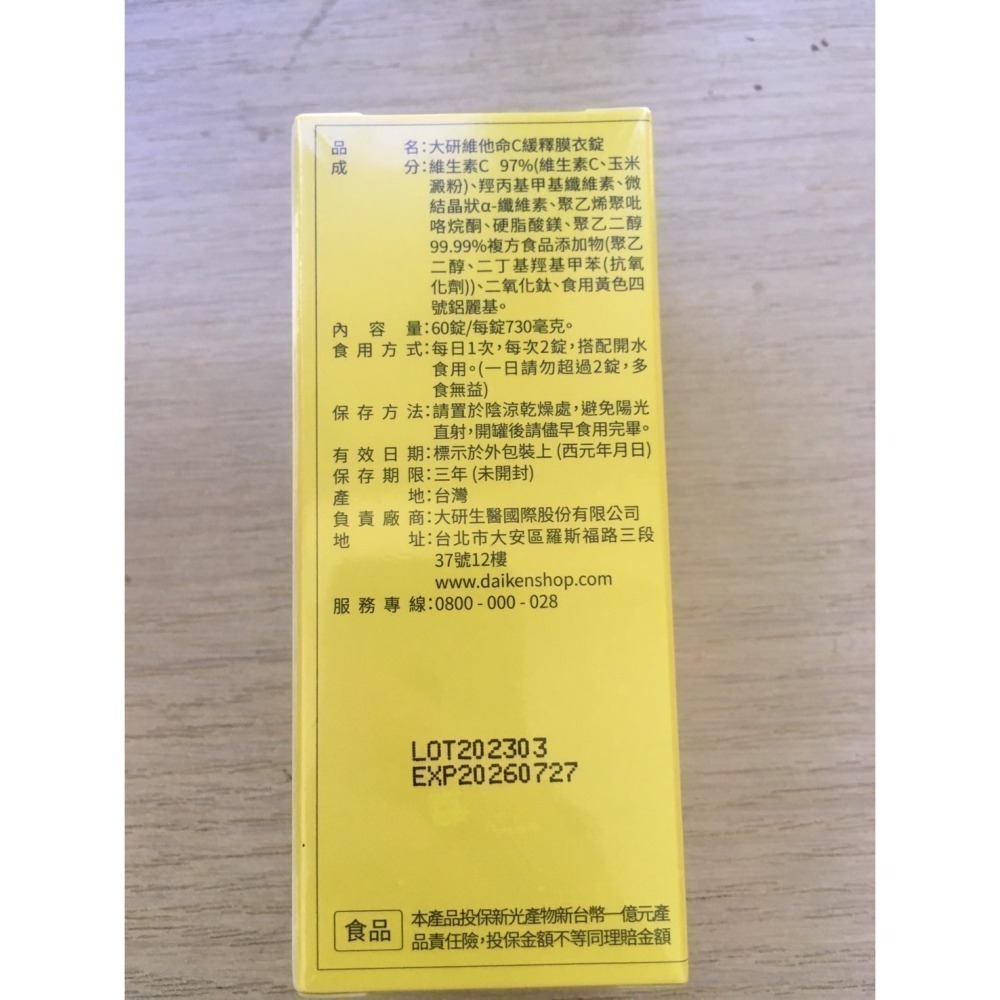 品名:大研維他命C緩釋膜衣錠
成分:維生素C 97%(維生素C、玉米
澱粉)、羥丙基甲基纖維素、微
結晶狀α-纖維素、聚乙烯聚吡
咯烷酮、硬脂酸鎂、聚乙二醇
99.99%複方食品添加物(聚乙
二醇、二丁基羥基甲苯(抗氧
化劑))、二氧化鈦、食用黃色四
號鋁麗基。
內容量:60錠/每錠730毫克。
食用方式:每日1次,每次2錠,搭配開水
食用。(一日請勿超過2錠,多
食無益)
保存方法:請置於陰涼乾燥處,避免陽光
直射,開罐後請儘早食用完畢。
有效日期:標示於外包裝上 (西元年月日)
保存期限:三年 (未開封)
產地:台灣
負責廠商:大研生醫國際股份有限公司
地址:台北市大安區羅斯福路三段
37號12樓
www.daikenshop.com
服務專線:0800 - 000 - 028
LOT202303
EXP20260727
食品
本產品投保新光產物新台幣一億元產
品責任險,投保金額不等同理賠金額